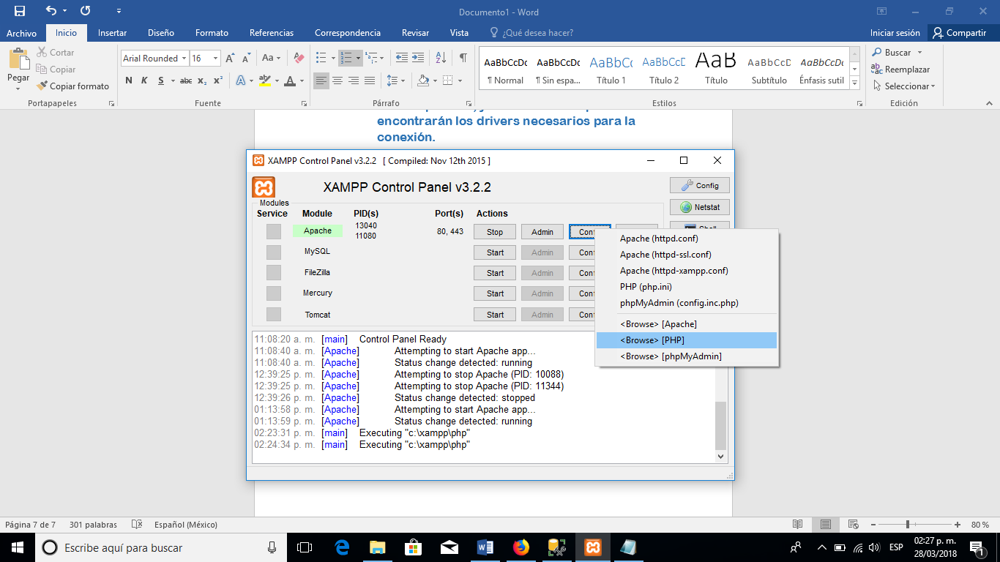 Documento1 - Word
Archivo Inicio Insertar Diseño Formato Referencias Correspondencia Revisar Vista ¿Qué desea hacer? Iniciar sesión Compartir
Pegar
Cortar
Copiar
Copiar formato
Portapapeles
Arial Rounded 16
N K S abc x₂ x² A aby A
Aa
Fuente
Párrafo
AaBbCcDc AaBbCcDc AaBbCc AaBbCcD AaB AaBbCcD AaBbCcDc
¶ Normal ¶ Sin espa... Título 1 Título 2 Título Subtítulo Énfasis sutil
Estilos
Buscar
Reemplazar
Seleccionar
Edición
encontrarán los drivers necesarios para la
conexión.
XAMPP Control Panel v3.2.2 [ Compiled: Nov 12th 2015 ]
XAMPP Control Panel v3.2.2
Config
Netstat
Shell
Modules
Service Module PID(s) Port(s) Actions
Apache 13040 11080 80, 443 Stop Admin Conf
MySQL Start Admin Conf
FileZilla Start Admin Conf
Mercury Start Admin Conf
Tomcat Start Admin Conf
Apache (httpd.conf)
Apache (httpd-ssl.conf)
Apache (httpd-xampp.conf)
PHP (php.ini)
phpMyAdmin (config.inc.php)
<Browse> [Apache]
<Browse> [PHP]
<Browse> [phpMyAdmin]
11:08:20 a. m. [main] Control Panel Ready
11:08:40 a. m. [Apache] Attempting to start Apache app...
11:08:40 a. m. [Apache] Status change detected: running
12:39:25 p. m. [Apache] Attempting to stop Apache (PID: 10088)
12:39:25 p. m. [Apache] Attempting to stop Apache (PID: 11344)
12:39:26 p. m. [Apache] Status change detected: stopped
01:13:58 p. m. [Apache] Attempting to start Apache app...
01:13:59 p. m. [Apache] Status change detected: running
02:23:31 p. m. [main] Executing "c:\xampp\php"
02:24:34 p. m. [main] Executing "c:\xampp\php"
Página 7 de 7 301 palabras Español (México) 80 %
Escribe aquí para buscar
ESP
02:27 p. m.
28/03/2018
1